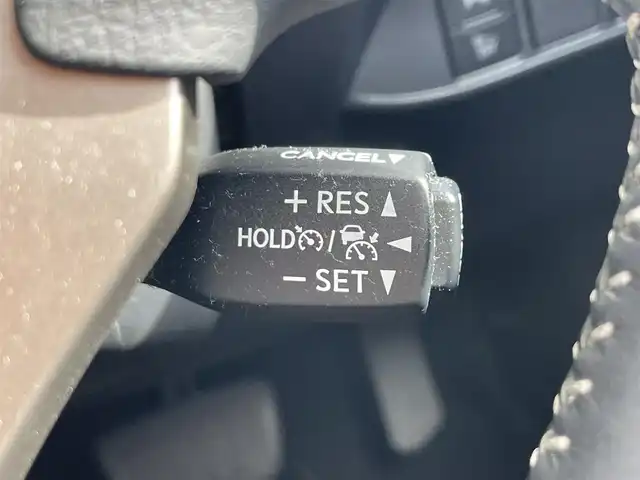 CANCEL▼
+ RES ▲
HOLD / ◀
− SET ▼